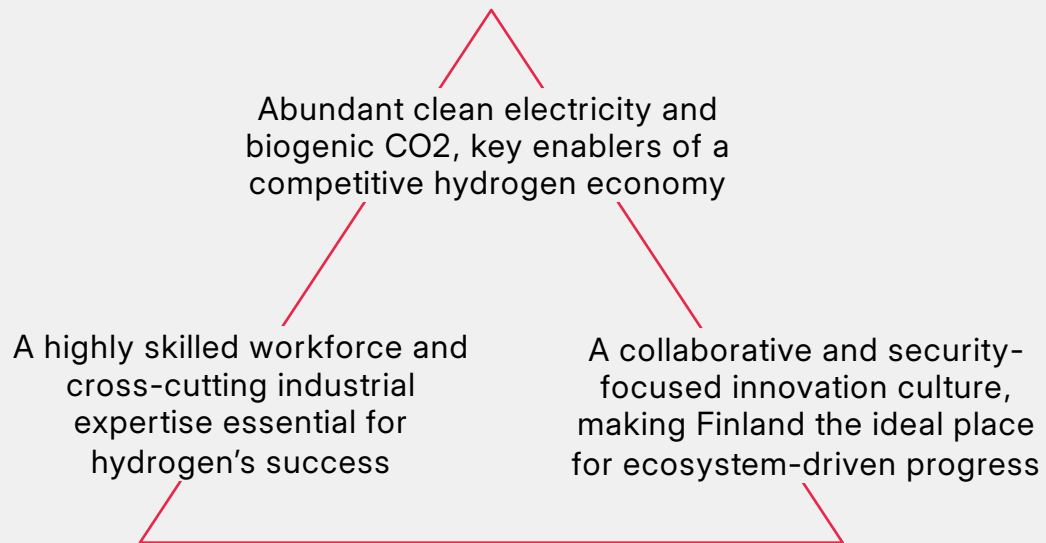 Abundant clean electricity and
biogenic CO2, key enablers of a
competitive hydrogen economy
A highly skilled workforce and
cross-cutting industrial
expertise essential for
hydrogen's success
A collaborative and security-
focused innovation culture,
making Finland the ideal place
for ecosystem-driven progress